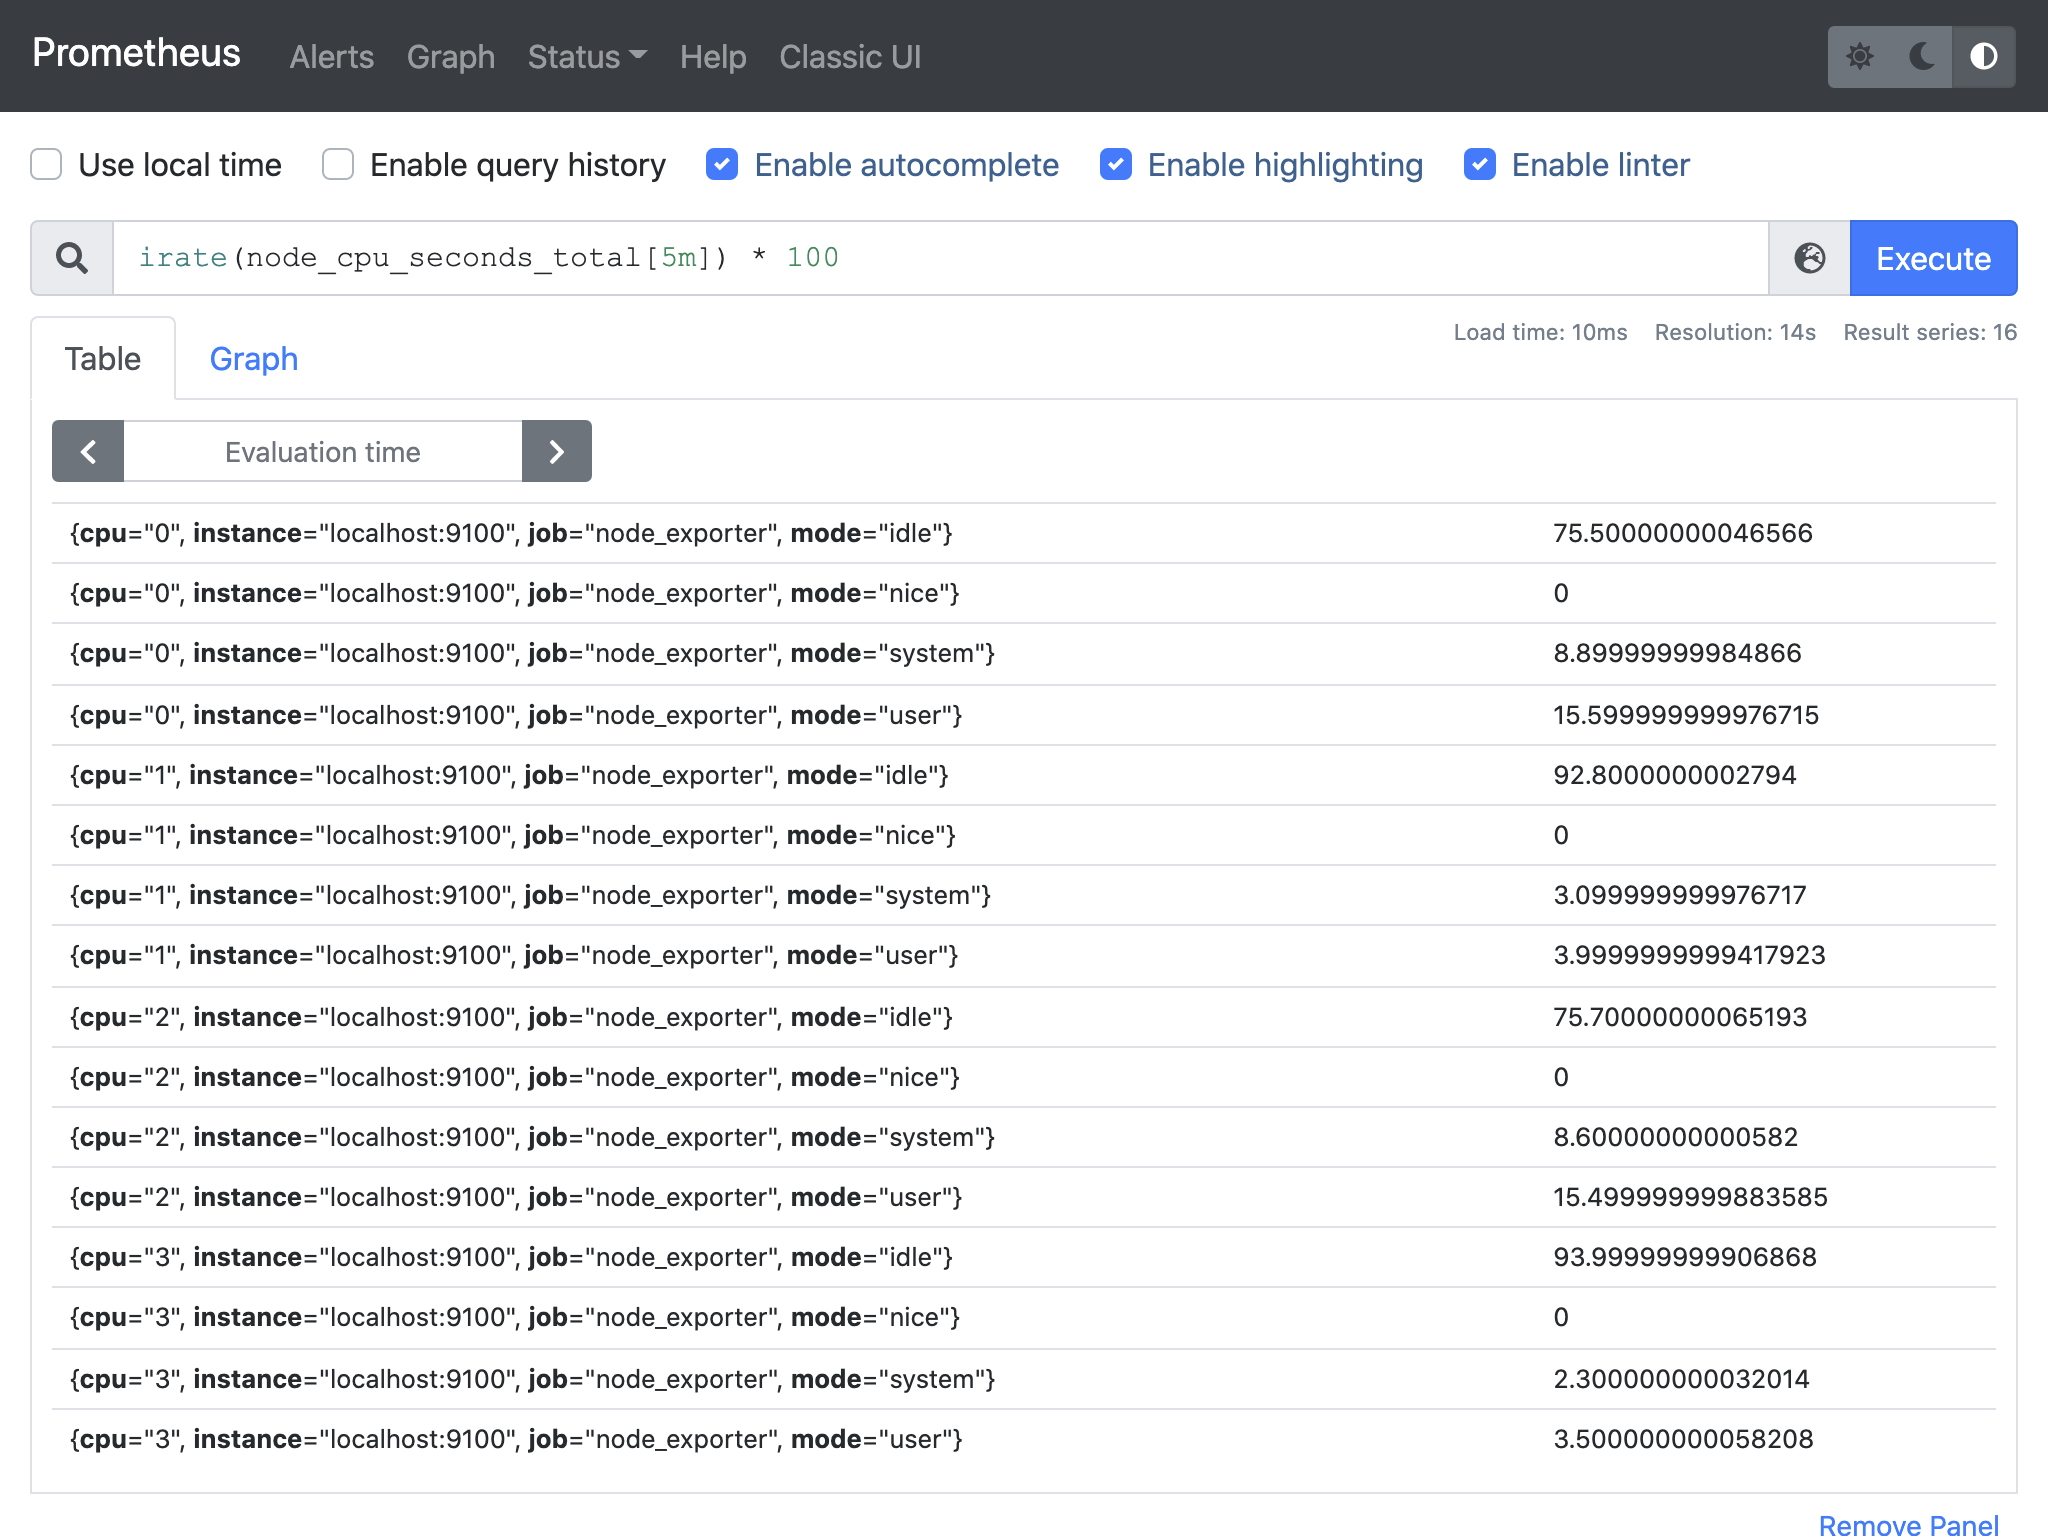 Prometheus Alerts Graph Status Help Classic UI
Use local time Enable query history Enable autocomplete Enable highlighting Enable linter
irate(node_cpu_seconds_total[5m]) * 100 Execute
Load time: 10ms Resolution: 14s Result series: 16
Table Graph
Evaluation time
{cpu="0", instance="localhost:9100", job="node_exporter", mode="idle"} 75.50000000046566
{cpu="0", instance="localhost:9100", job="node_exporter", mode="nice"} 0
{cpu="0", instance="localhost:9100", job="node_exporter", mode="system"} 8.89999999984866
{cpu="0", instance="localhost:9100", job="node_exporter", mode="user"} 15.599999999976715
{cpu="1", instance="localhost:9100", job="node_exporter", mode="idle"} 92.8000000002794
{cpu="1", instance="localhost:9100", job="node_exporter", mode="nice"} 0
{cpu="1", instance="localhost:9100", job="node_exporter", mode="system"} 3.099999999976717
{cpu="1", instance="localhost:9100", job="node_exporter", mode="user"} 3.9999999999417923
{cpu="2", instance="localhost:9100", job="node_exporter", mode="idle"} 75.70000000065193
{cpu="2", instance="localhost:9100", job="node_exporter", mode="nice"} 0
{cpu="2", instance="localhost:9100", job="node_exporter", mode="system"} 8.60000000000582
{cpu="2", instance="localhost:9100", job="node_exporter", mode="user"} 15.499999999883585
{cpu="3", instance="localhost:9100", job="node_exporter", mode="idle"} 93.99999999906868
{cpu="3", instance="localhost:9100", job="node_exporter", mode="nice"} 0
{cpu="3", instance="localhost:9100", job="node_exporter", mode="system"} 2.300000000032014
{cpu="3", instance="localhost:9100", job="node_exporter", mode="user"} 3.500000000058208
Remove Panel